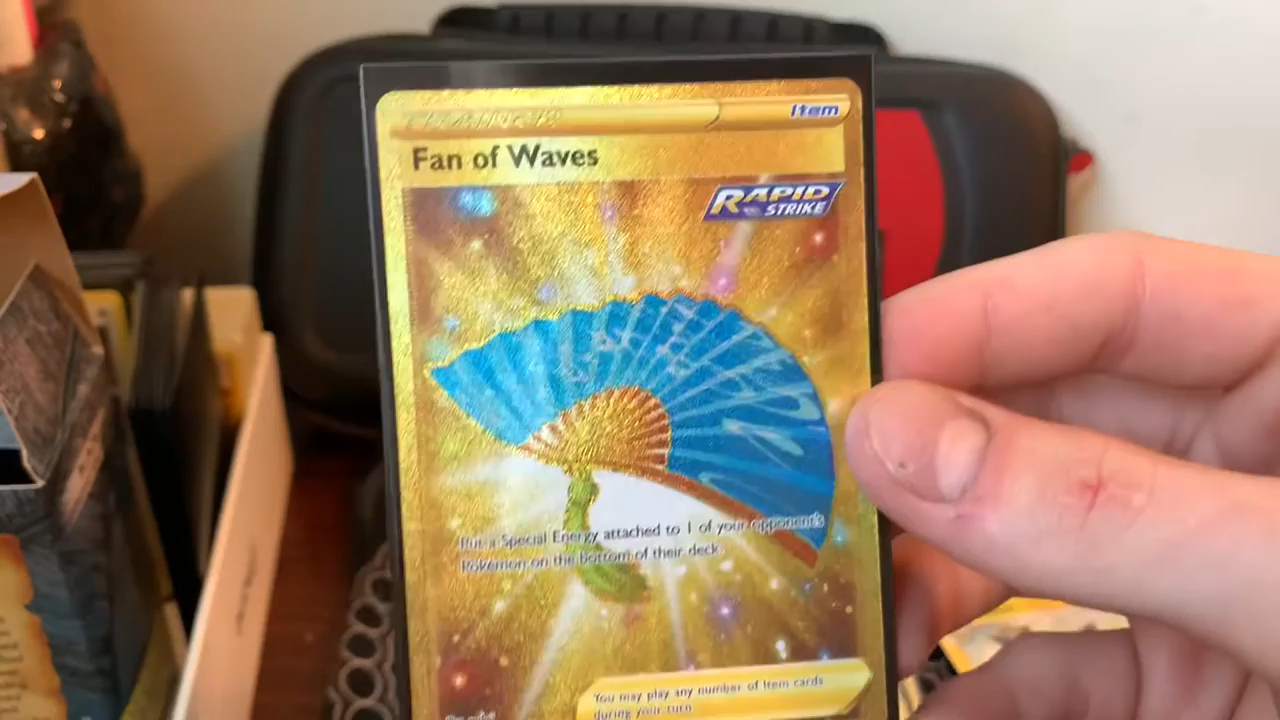 Item
Fan of Waves
RAPID
STRIKE
Put a Special Energy attached to 1 of your opponent's
Pokémon on the bottom of their deck.
You may play any number of Item cards
during your turn.